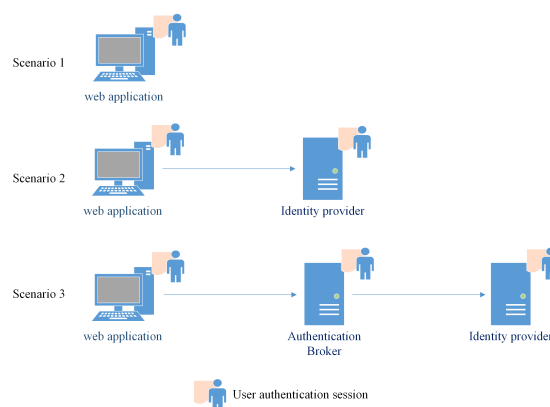 Scenario 1
web application
Scenario 2
web application
Identity provider
Scenario 3
web application
Authentication
Broker
Identity provider
User authentication session